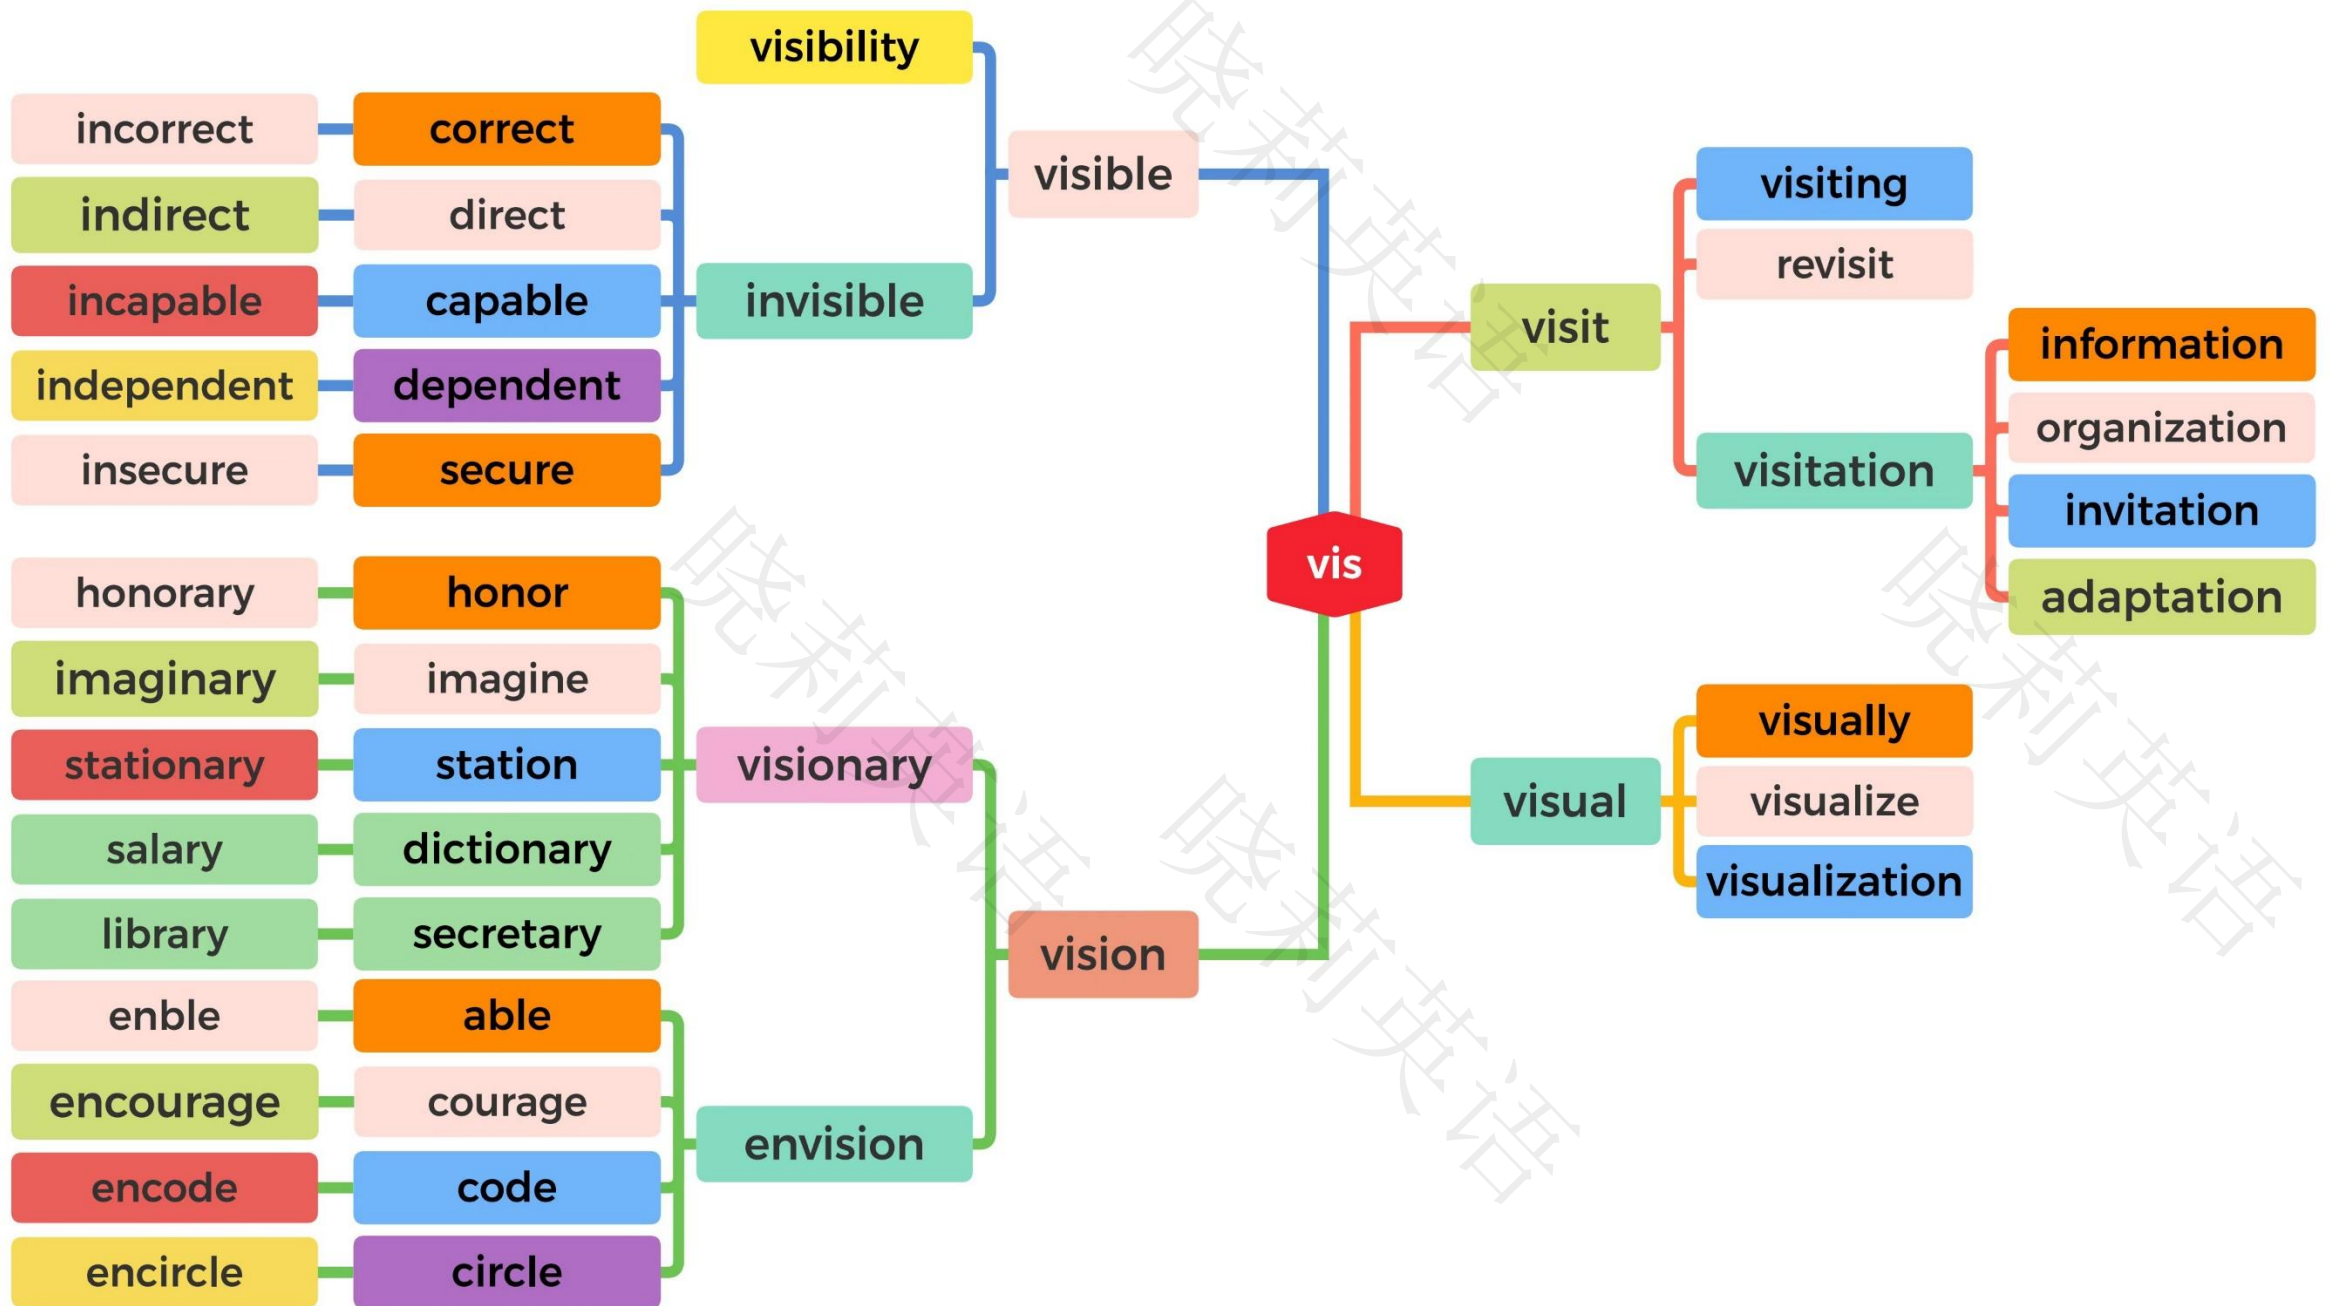 visibility
incorrect correct
visible
visiting
indirect direct
revisit
incapable capable invisible
visit
information
independent dependent
organization
insecure secure
visitation
invitation
vis
honorary honor
adaptation
imaginary imagine
visually
stationary station visionary
visual
visualize
salary dictionary
visualization
library secretary
vision
enble able
encourage courage
envision
encode code
encircle circle
晓莉英语
晓莉英语
晓莉英语
晓莉英语